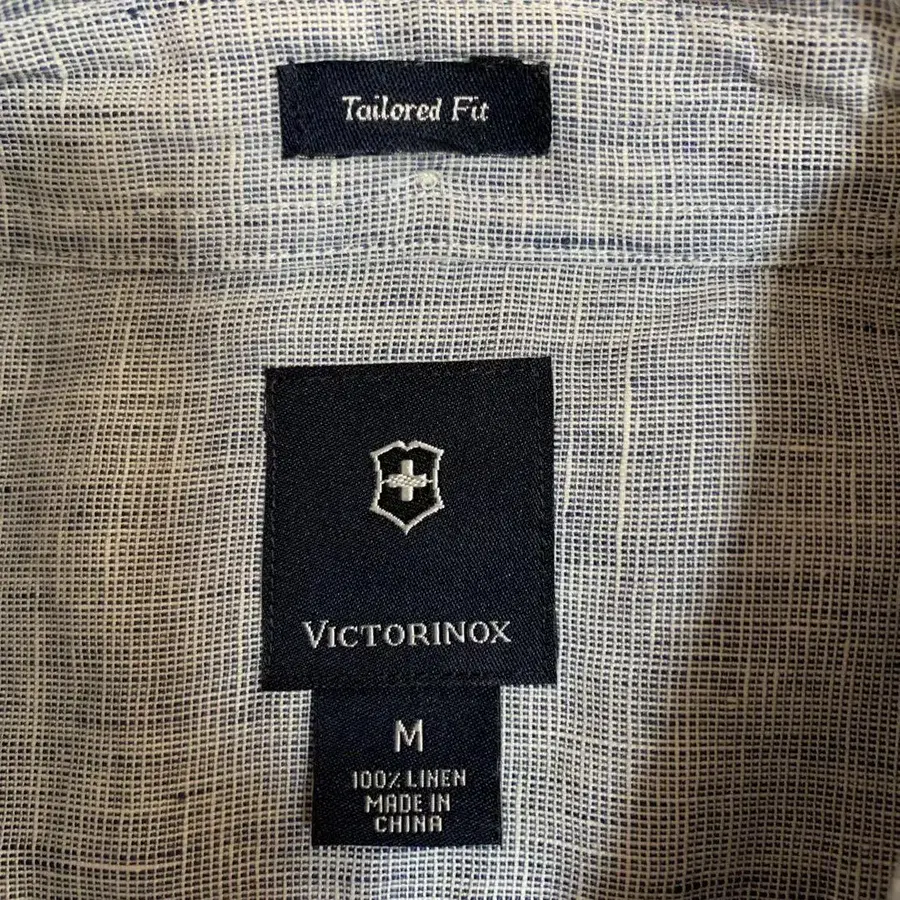 Tailored Fit
VICTORINOX
M
100% LINEN
MADE IN
CHINA